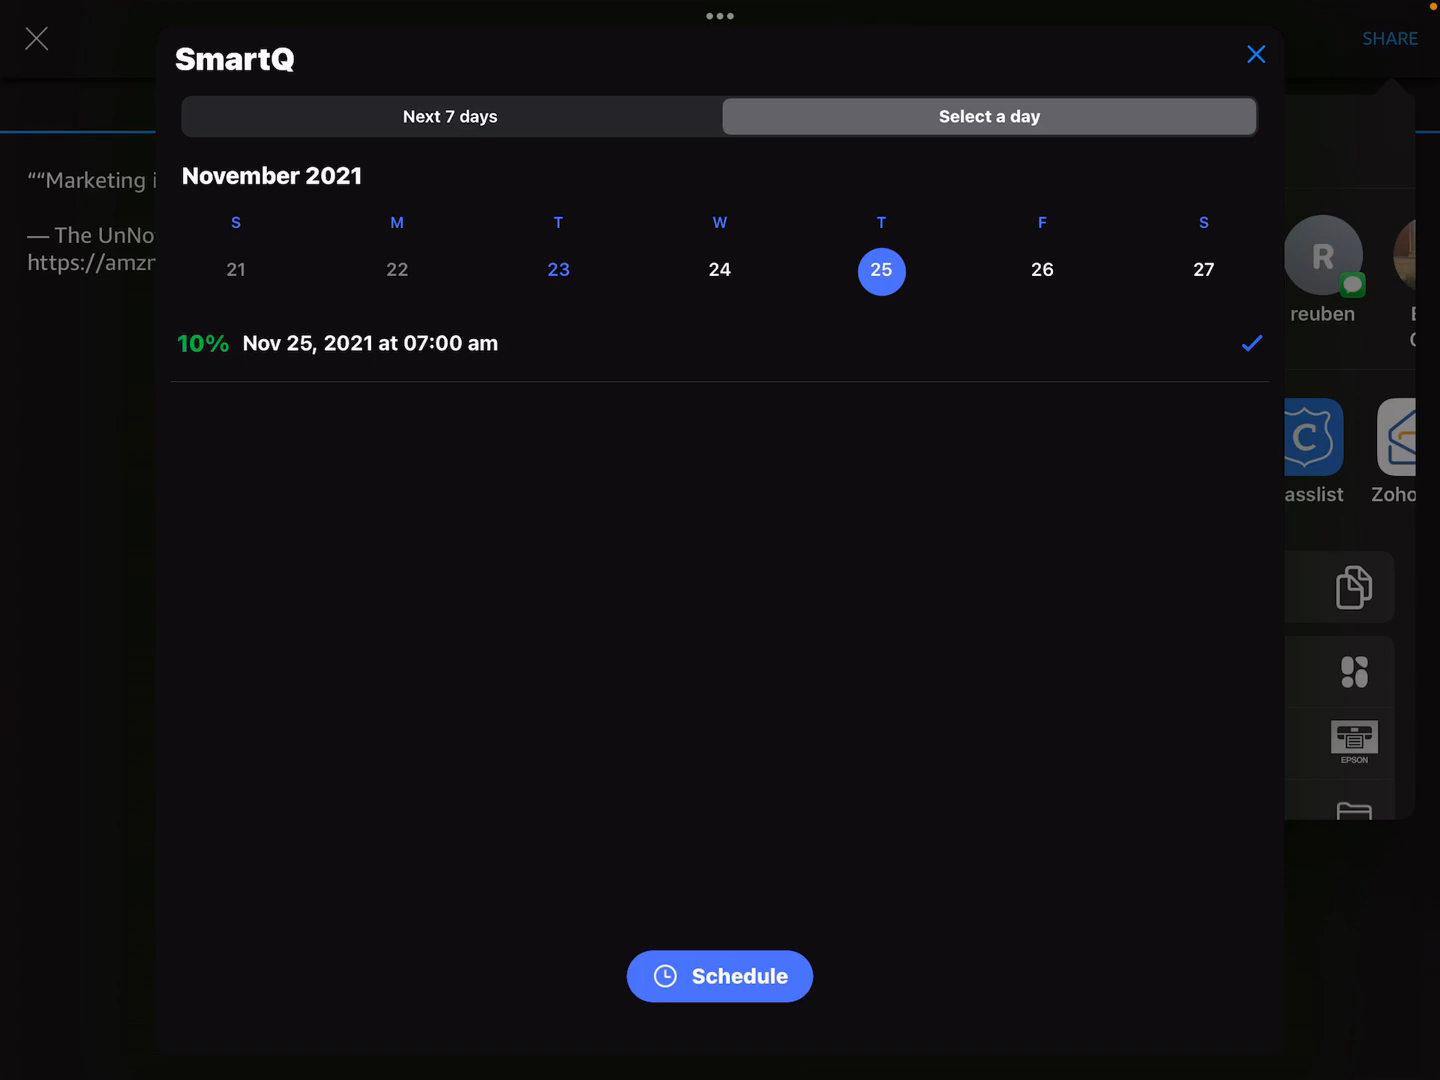 SHARE
SmartQ
Next 7 days
Select a day
November 2021
S M T W T F S
21 22 23 24 25 26 27
10% Nov 25, 2021 at 07:00 am
Schedule
““Marketing i
— The UnNo
https://amzn
R
reuben
C
asslist
Zoho
EPSON